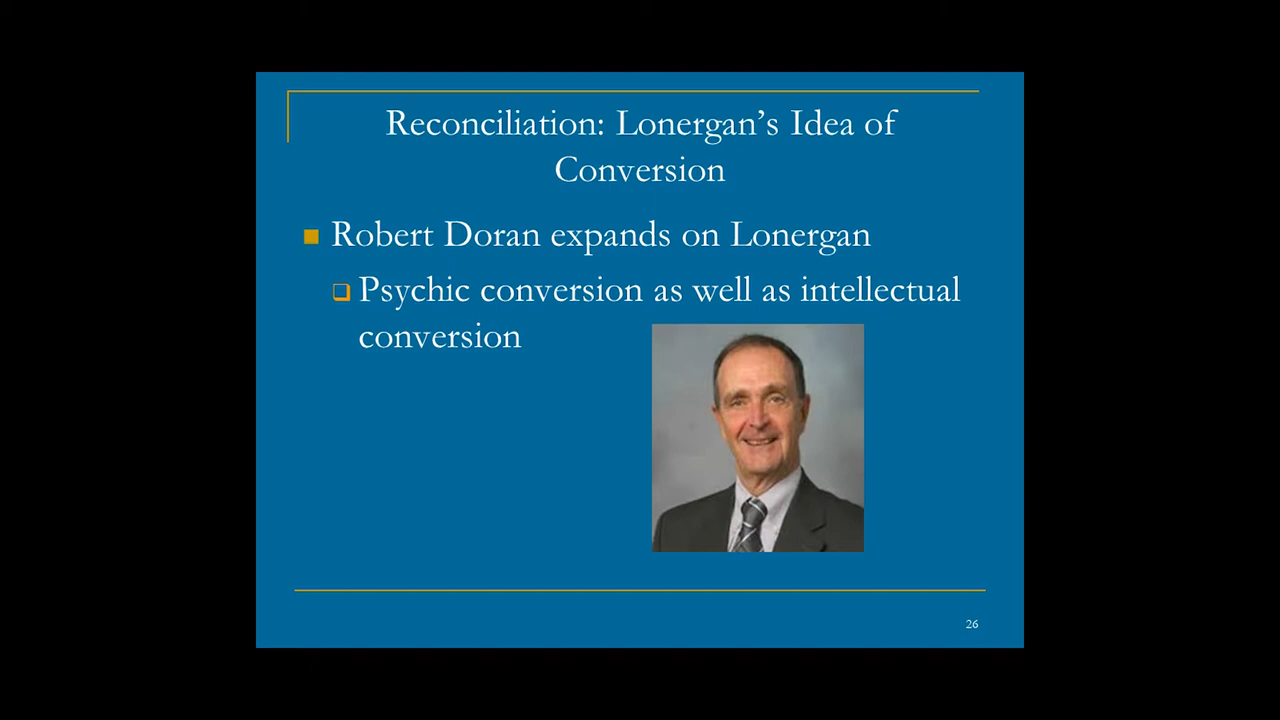 Reconciliation: Lonergan’s Idea of
Conversion
Robert Doran expands on Lonergan
Psychic conversion as well as intellectual
conversion
26